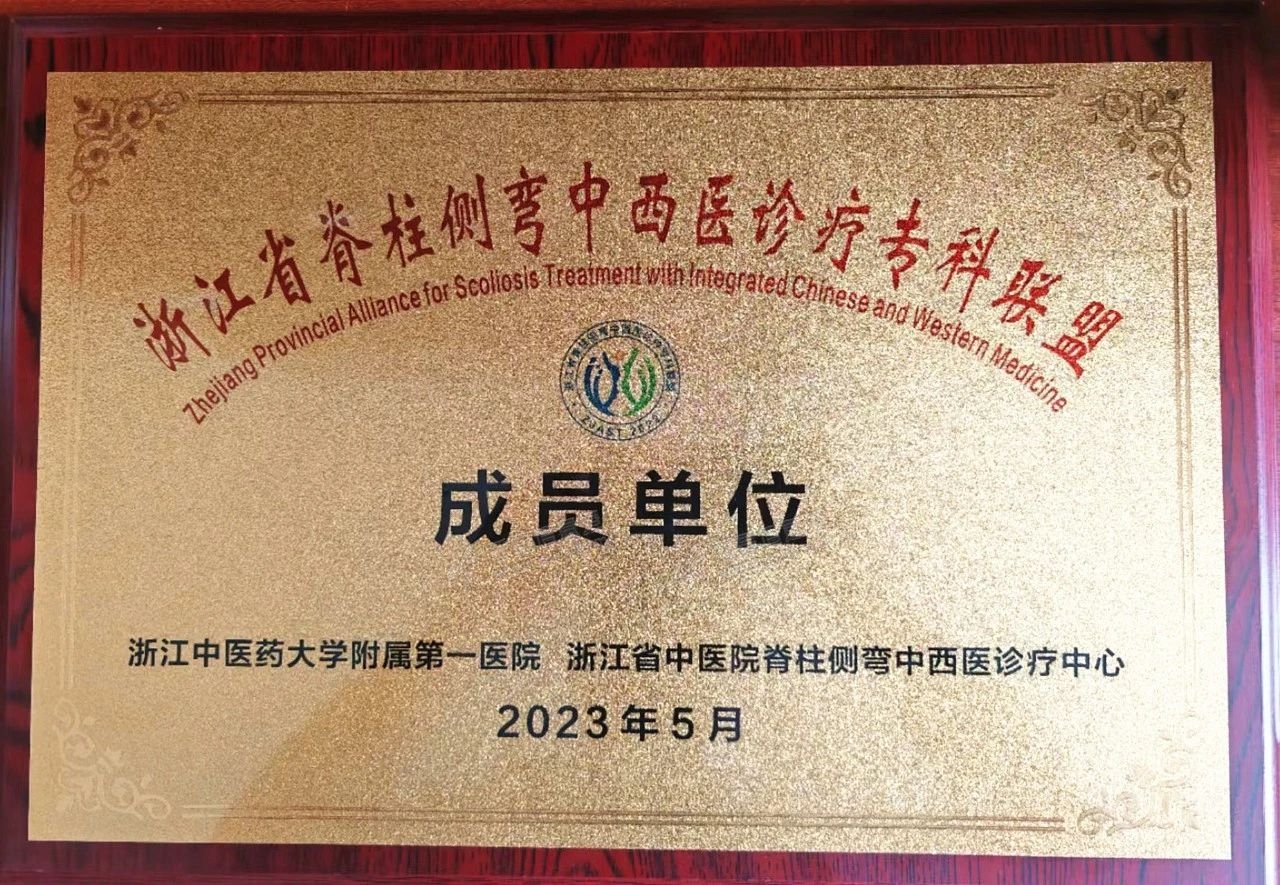 浙江省脊柱侧弯中西医诊疗专科联盟
Zhejiang Provincial Alliance for Scoliosis Treatment with Integrated Chinese and Western Medicine
ZJAST 2022
成员单位
浙江中医药大学附属第一医院 浙江省中医院脊柱侧弯中西医诊疗中心
2023年5月